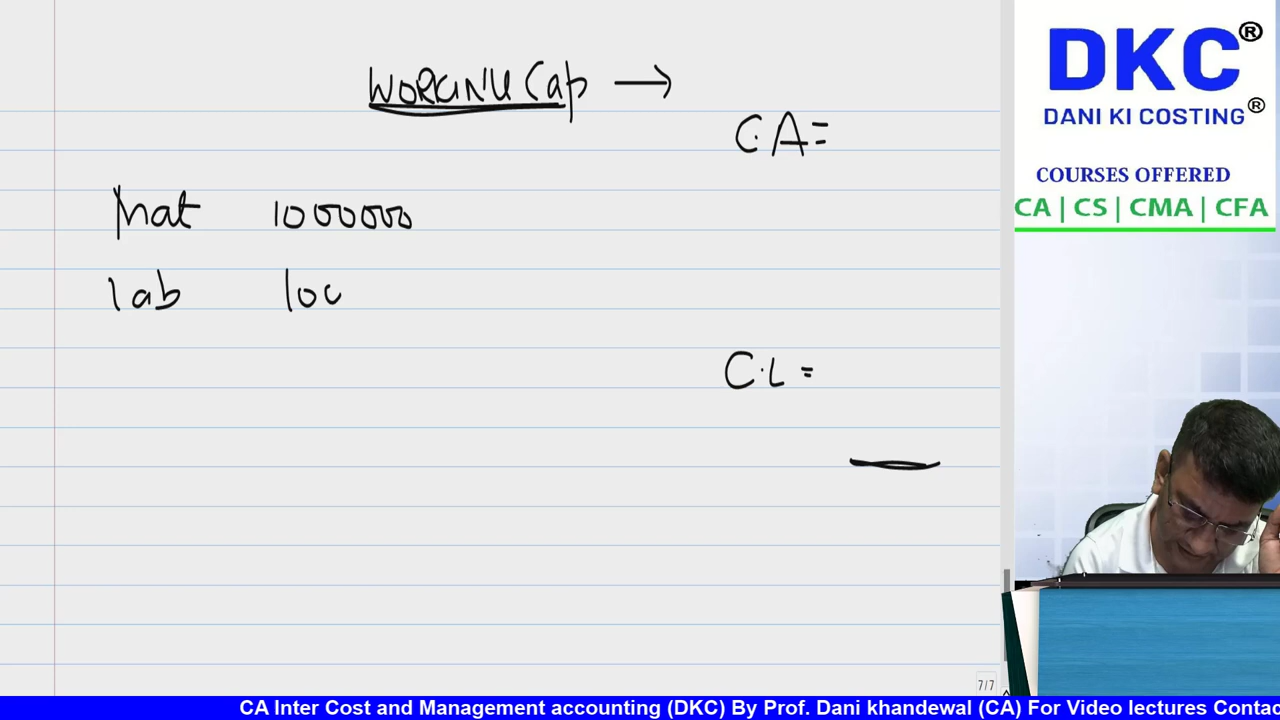 WORKING Cap →
C.A=
Mat 1000000
lab 100
C.L =
DKC®
DANI KI COSTING®
COURSES OFFERED
CA | CS | CMA | CFA
7/7
CA Inter Cost and Management accounting (DKC) By Prof. Dani khandewal (CA) For Video lectures Contac